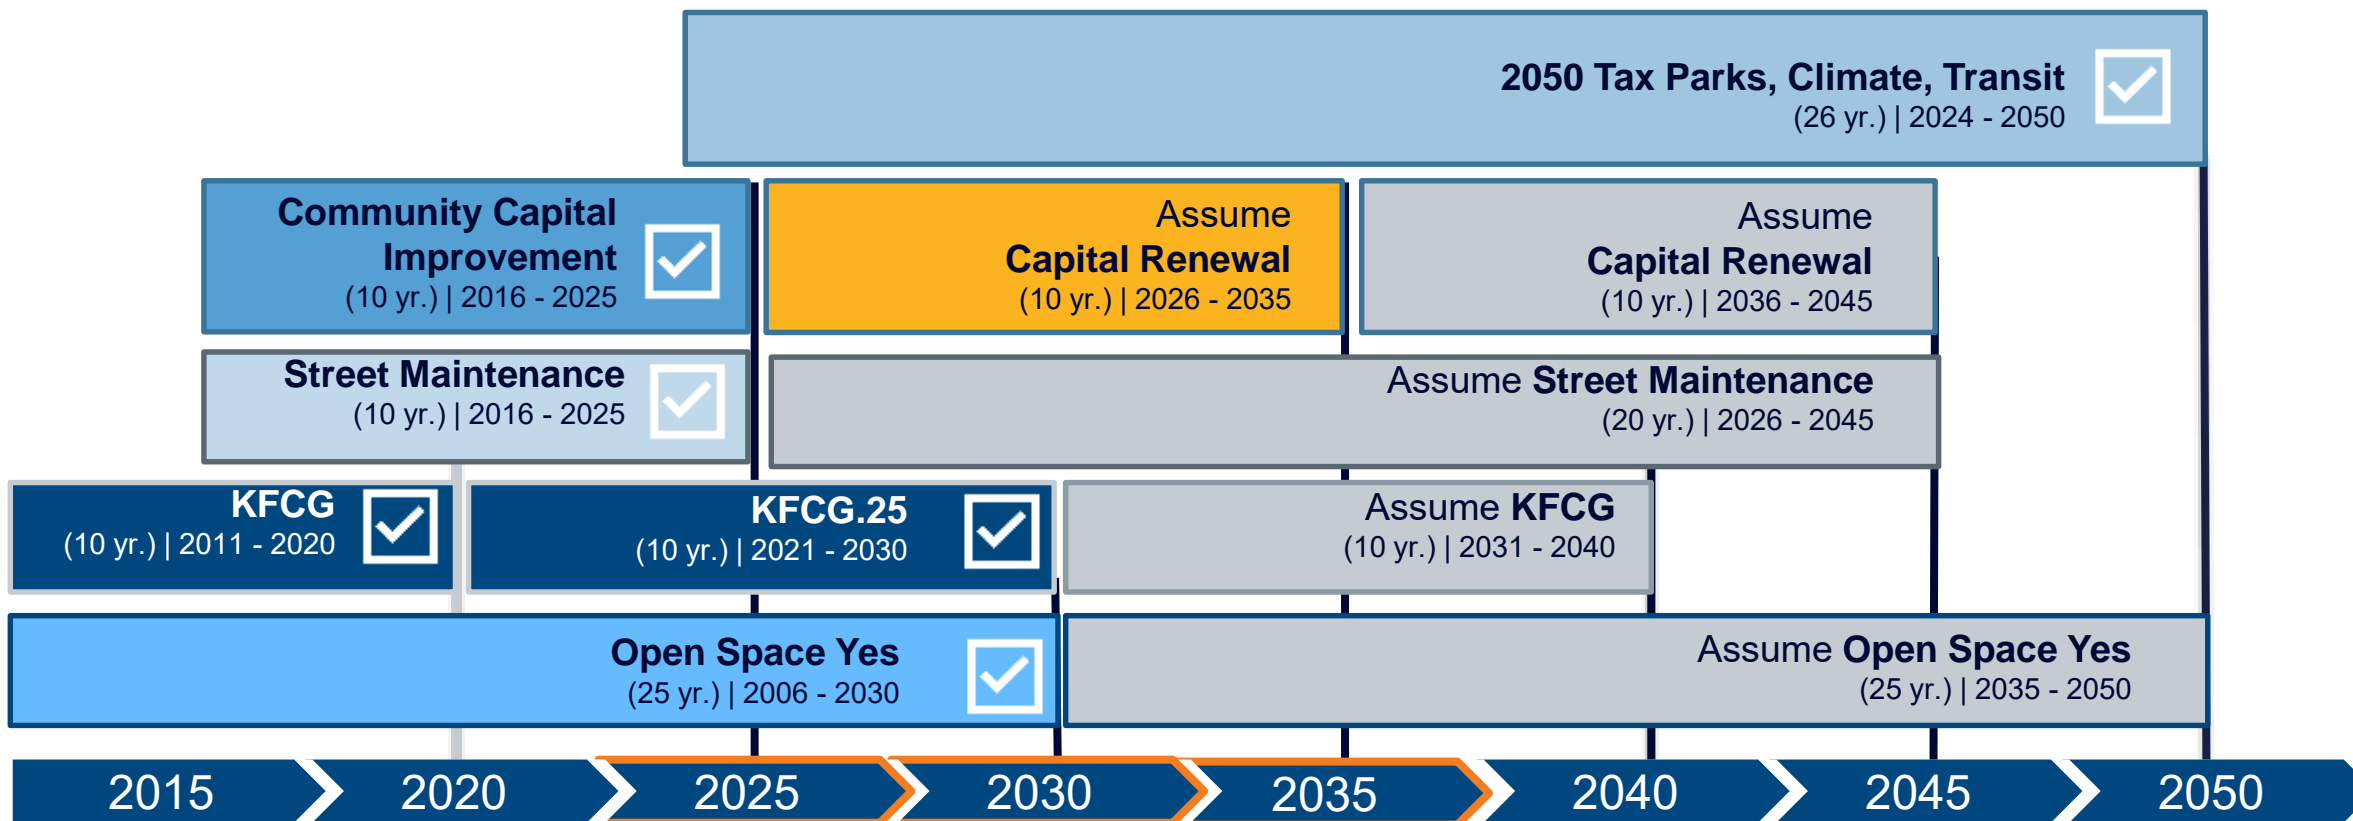 2050 Tax Parks, Climate, Transit
(26 yr.) | 2024 - 2050
Community Capital
Improvement
(10 yr.) | 2016 - 2025
Assume
Capital Renewal
(10 yr.) | 2026 - 2035
Assume
Capital Renewal
(10 yr.) | 2036 - 2045
Street Maintenance
(10 yr.) | 2016 - 2025
Assume Street Maintenance
(20 yr.) | 2026 - 2045
KFCG
(10 yr.) | 2011 - 2020
KFCG.25
(10 yr.) | 2021 - 2030
Assume KFCG
(10 yr.) | 2031 - 2040
Open Space Yes
(25 yr.) | 2006 - 2030
Assume Open Space Yes
(25 yr.) | 2035 - 2050
2015
2020
2025
2030
2035
2040
2045
2050